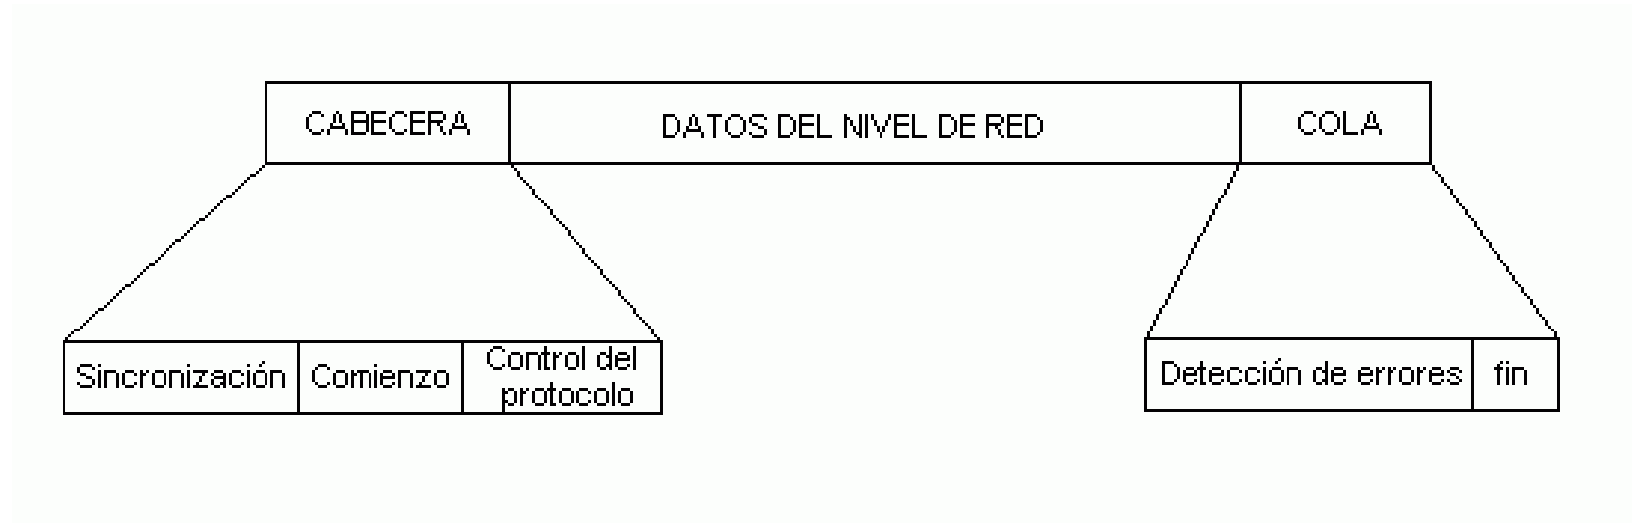 CABECERA
DATOS DEL NIVEL DE RED
COLA
Sincronización
Comienzo
Control del
protocolo
Detección de errores
fin